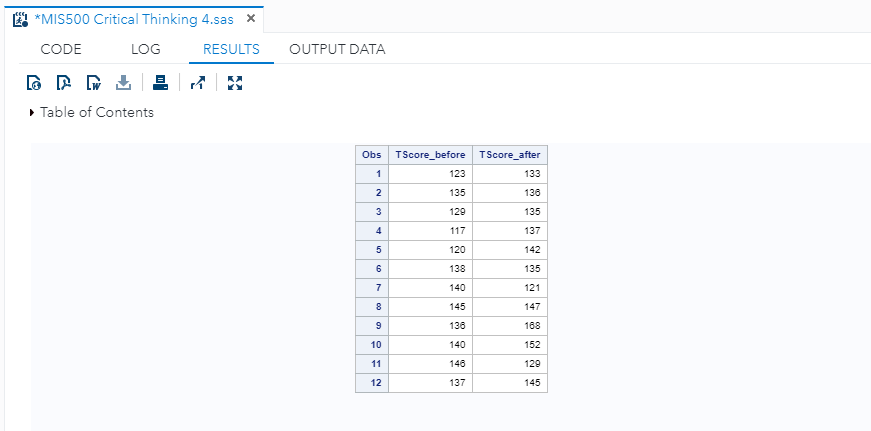 *MIS500 Critical Thinking 4.sas ×
CODE LOG RESULTS OUTPUT DATA
Table of Contents
Obs TScore_before TScore_after
1 123 133
2 135 136
3 129 135
4 117 137
5 120 142
6 138 135
7 140 121
8 145 147
9 136 168
10 140 152
11 146 129
12 137 145